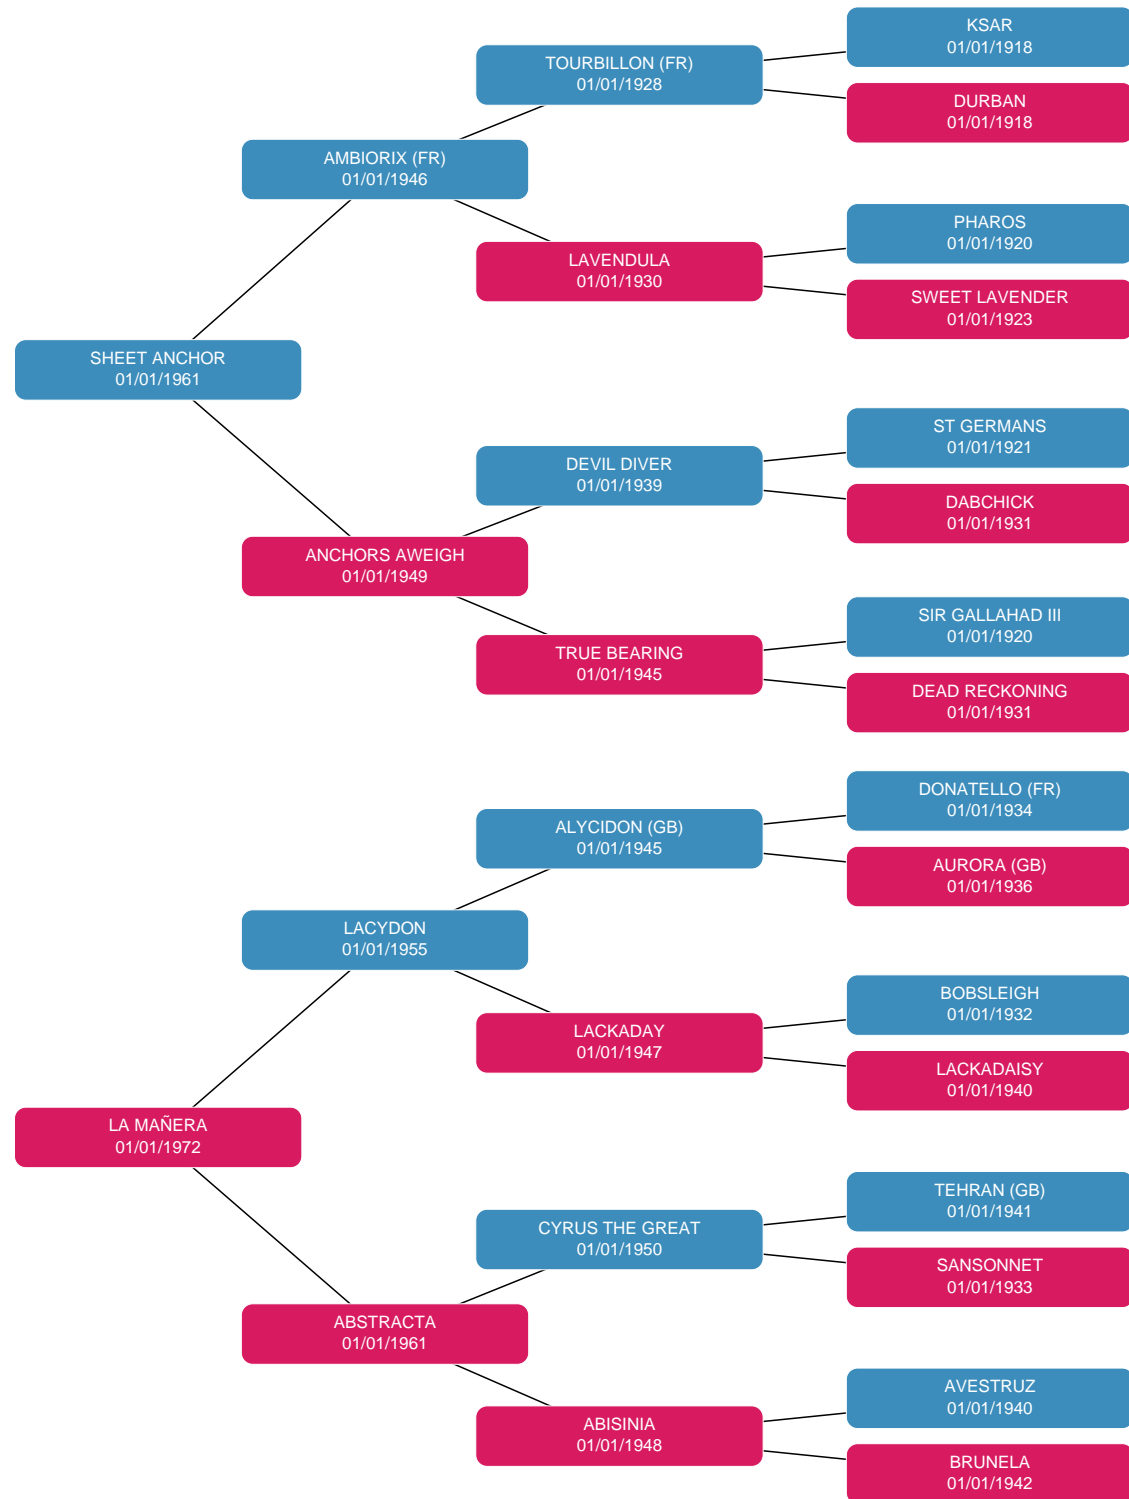 KSAR
01/01/1918
TOURBILLON (FR)
01/01/1928
DURBAN
01/01/1918
AMBIORIX (FR)
01/01/1946
PHAROS
01/01/1920
LAVENDULA
01/01/1930
SWEET LAVENDER
01/01/1923
SHEET ANCHOR
01/01/1961
ST GERMANS
01/01/1921
DEVIL DIVER
01/01/1939
DABCHICK
01/01/1931
ANCHORS AWEIGH
01/01/1949
SIR GALLAHAD III
01/01/1920
TRUE BEARING
01/01/1945
DEAD RECKONING
01/01/1931
DONATELLO (FR)
01/01/1934
ALYCIDON (GB)
01/01/1945
AURORA (GB)
01/01/1936
LACYDON
01/01/1955
BOBSLEIGH
01/01/1932
LACKADAY
01/01/1947
LACKADAISY
01/01/1940
LA MAÑERA
01/01/1972
TEHRAN (GB)
01/01/1941
CYRUS THE GREAT
01/01/1950
SANSONNET
01/01/1933
ABSTRACTA
01/01/1961
AVESTRUZ
01/01/1940
ABISINIA
01/01/1948
BRUNELA
01/01/1942